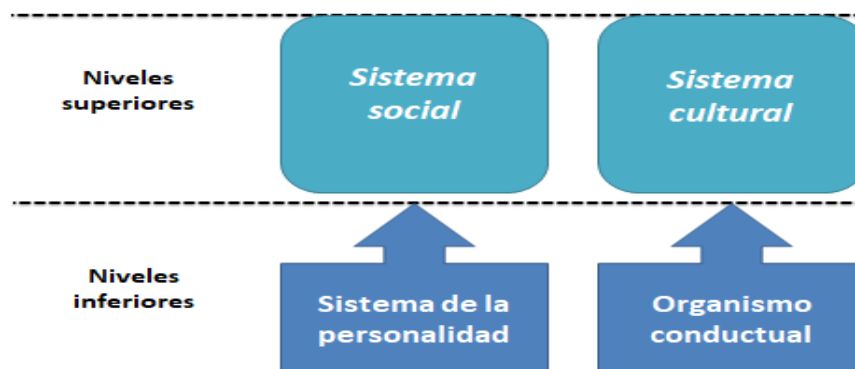 Niveles
superiores
Sistema
social
Sistema
cultural
Niveles
inferiores
Sistema de la
personalidad
Organismo
conductual